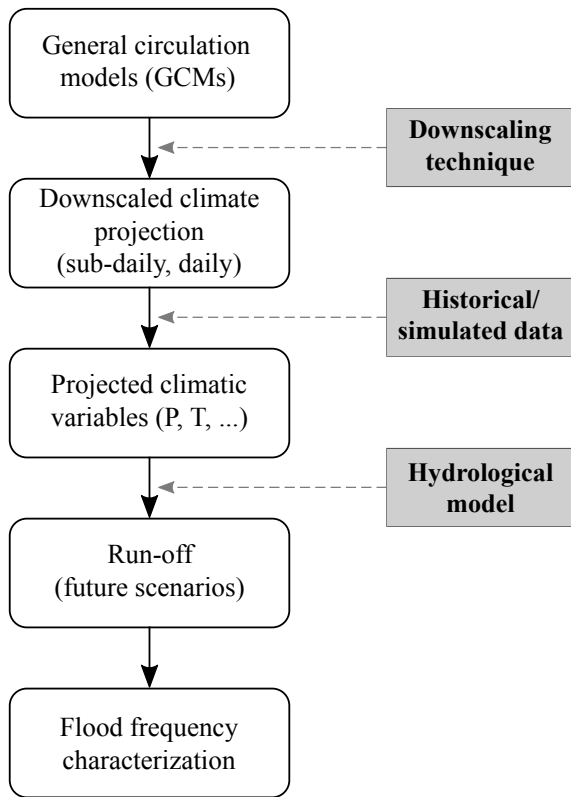 General circulation
models (GCMs)
Downscaling
technique
Downscaled climate
projection
(sub-daily, daily)
Historical/
simulated data
Projected climatic
variables (P, T, ...)
Hydrological
model
Run-off
(future scenarios)
Flood frequency
characterization